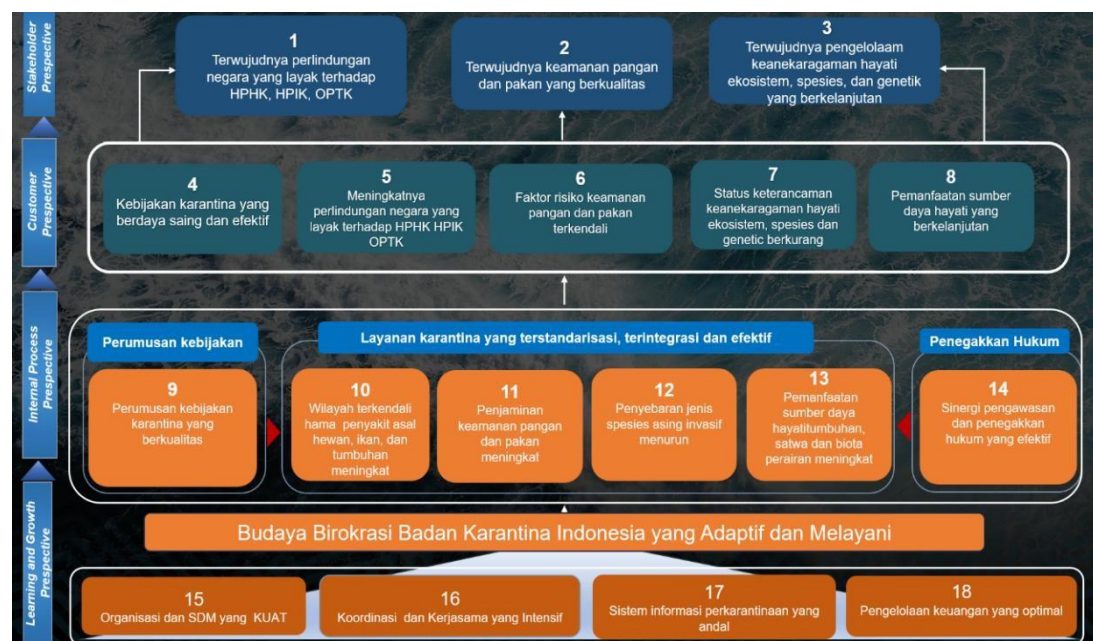 Stakeholder
Prespective
1
Terwujudnya perlindungan
negara yang layak terhadap
HPHK, HPIK, OPTK
2
Terwujudnya keamanan pangan
dan pakan yang berkualitas
3
Terwujudnya pengelolaam
keanekaragaman hayati
ekosistem, spesies, dan genetik
yang berkelanjutan
Customer
Prespective
4
Kebijakan karantina yang
berdaya saing dan efektif
5
Meningkatnya
perlindungan negara yang
layak terhadap HPHK HPIK
OPTK
6
Faktor risiko keamanan
pangan dan pakan
terkendali
7
Status keterancaman
keanekaragaman hayati
ekosistem, spesies dan
genetic berkurang
8
Pemanfaatan sumber
daya hayati yang
berkelanjutan
Internal Process
Prespective
Perumusan kebijakan
Layanan karantina yang terstandarisasi, terintegrasi dan efektif
Penegakkan Hukum
9
Perumusan kebijakan
karantina yang
berkualitas
10
Wilayah terkendali
hama penyakit asal
hewan, ikan, dan
tumbuhan
meningkat
11
Penjaminan
keamanan pangan
dan pakan
meningkat
12
Penyebaran jenis
spesies asing invasif
menurun
13
Pemanfaatan
sumber daya
hayatitumbuhan,
satwa dan biota
perairan meningkat
14
Sinergi pengawasan
dan penegakkan
hukum yang efektif
Learning and Growth
Prespective
Budaya Birokrasi Badan Karantina Indonesia yang Adaptif dan Melayani
15
Organisasi dan SDM yang KUAT
16
Koordinasi dan Kerjasama yang Intensif
17
Sistem informasi perkarantinaan yang
andal
18
Pengelolaan keuangan yang optimal